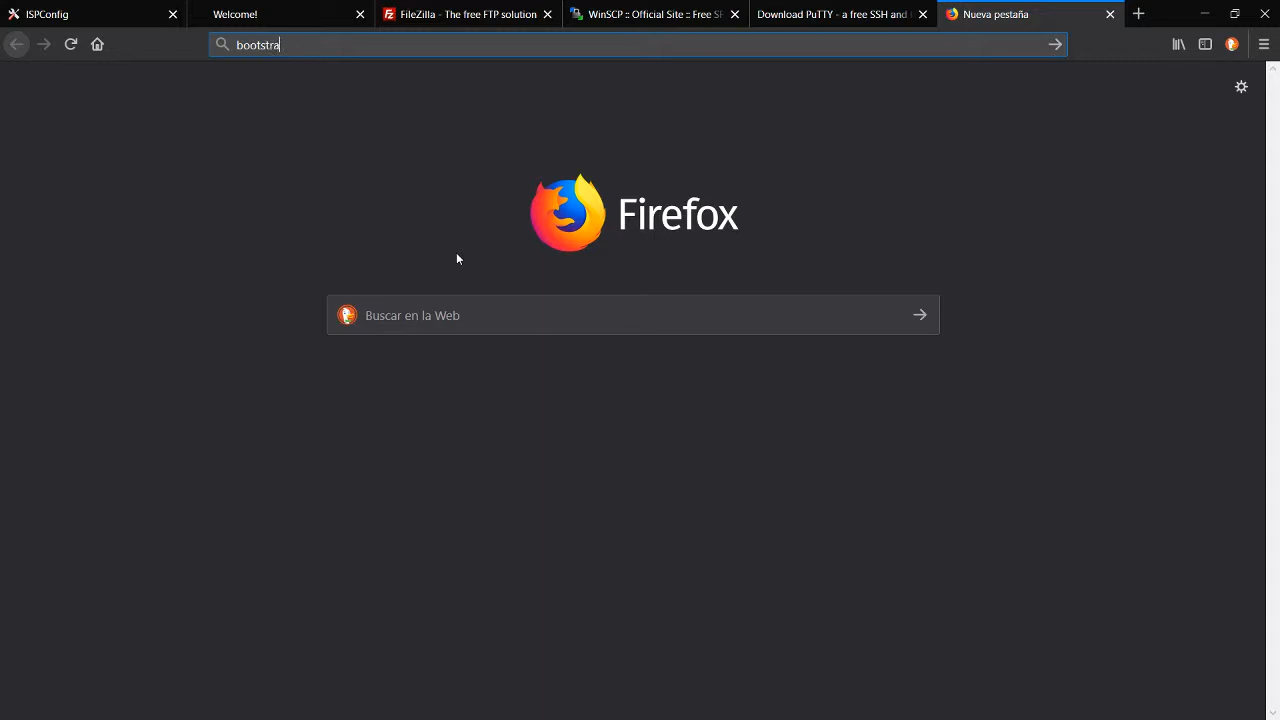 ISPConfig
Welcome!
FileZilla - The free FTP solution
WinSCP :: Official Site :: Free SF
Download PuTTY - a free SSH and
Nueva pestaña
bootstra
Firefox
Buscar en la Web